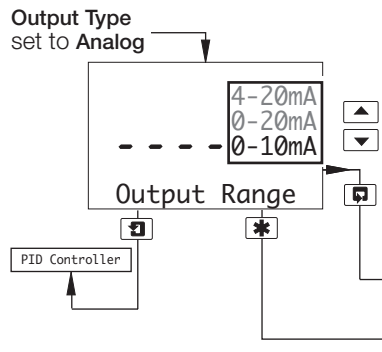 Output Type
set to Analog
4-20mA
0-20mA
- - - - 0-10mA
Output Range
PID Controller